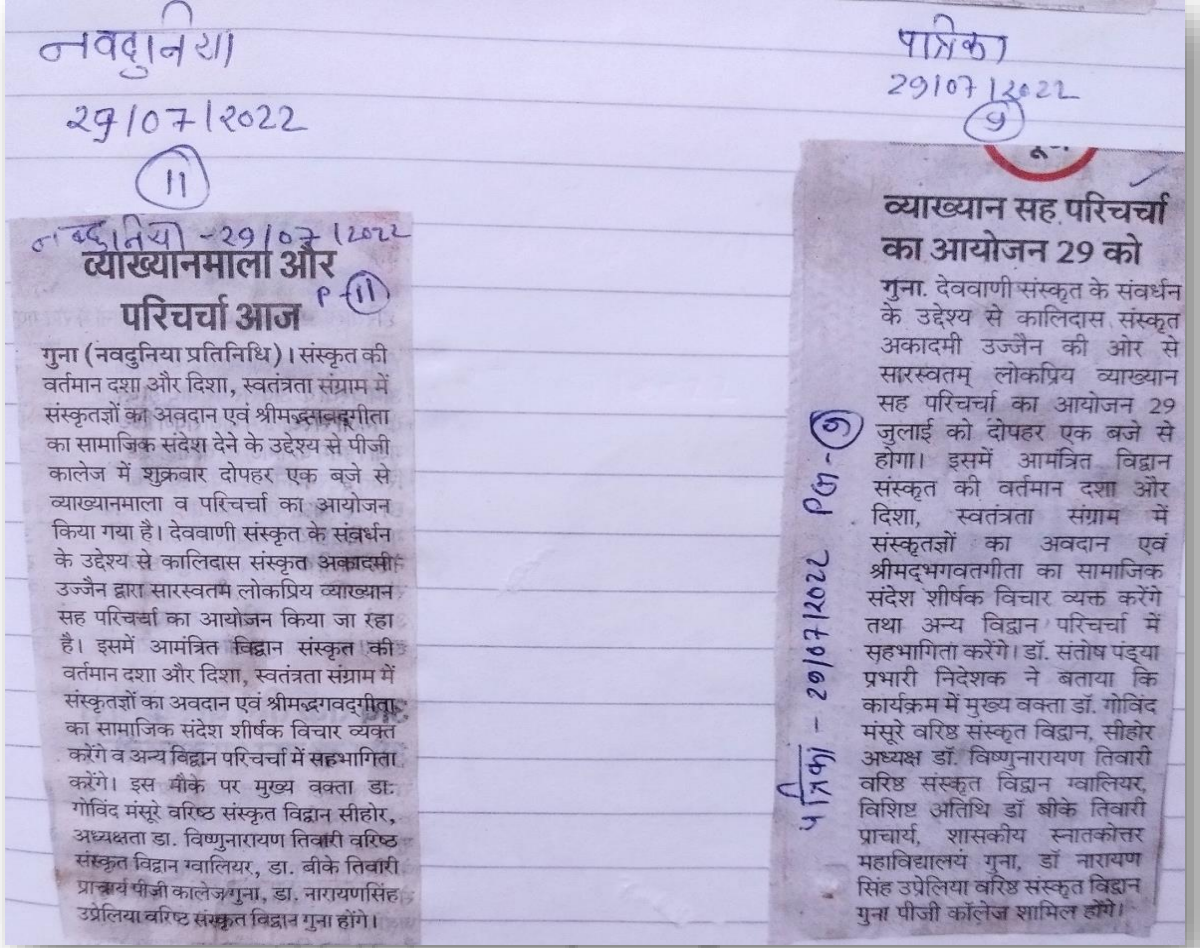 नवदुनिया
29/07/2022
11
नवदुनिया - 29/07/2022
व्याख्यानमाला और
P-11
परिचर्चा आज
गुना (नवदुनिया प्रतिनिधि)। संस्कृत की
वर्तमान दशा और दिशा, स्वतंत्रता संग्राम में
संस्कृतज्ञों का अवदान एवं श्रीमद्भगवद्गीता
का सामाजिक संदेश देने के उद्देश्य से पीजी
कालेज में शुक्रवार दोपहर एक बजे से
व्याख्यानमाला व परिचर्चा का आयोजन
किया गया है। देववाणी संस्कृत के संवर्धन
के उद्देश्य से कालिदास संस्कृत अकादमी
उज्जैन द्वारा सारस्वतम लोकप्रिय व्याख्यान
सह परिचर्चा का आयोजन किया जा रहा
है। इसमें आमंत्रित विद्वान संस्कृत की
वर्तमान दशा और दिशा, स्वतंत्रता संग्राम में
संस्कृतज्ञों का अवदान एवं श्रीमद्धगवद्गीता
का सामाजिक संदेश शीर्षक विचार व्यक्त
करेंगे व अन्य विद्वान परिचर्चा में सहभागिता
करेंगे। इस मौके पर मुख्य वक्ता डा.
गोविंद मंसूरे वरिष्ठ संस्कृत विद्वान सीहोर,
अध्यक्षता डा. विष्णुनारायण तिवारी वरिष्ठ
संस्कृत विद्वान ग्वालियर, डा. बीके तिवारी
प्राचार्य पीजी कालेज गुना, डा. नारायणसिंह
उप्रेलिया वरिष्ठ संस्कृत विद्वान गुना होंगे।
पत्रिका
29/07/2022
9
व्याख्यान सह परिचर्चा
का आयोजन 29 को
गुना. देववाणी संस्कृत के संवर्धन
के उद्देश्य से कालिदास संस्कृत
अकादमी उज्जैन की ओर से
सारस्वतम् लोकप्रिय व्याख्यान
सह परिचर्चा का आयोजन 29
जुलाई को दोपहर एक बजे से
होगा। इसमें आमंत्रित विद्वान
संस्कृत की वर्तमान दशा और
दिशा, स्वतंत्रता संग्राम में
संस्कृतज्ञों का अवदान एवं
श्रीमद्भगवतगीता का सामाजिक
संदेश शीर्षक विचार व्यक्त करेंगे
तथा अन्य विद्वान परिचर्चा में
सहभागिता करेंगे। डॉ. संतोष पंड्या
प्रभारी निदेशक ने बताया कि
कार्यक्रम में मुख्य वक्ता डॉ. गोविंद
मंसूरे वरिष्ठ संस्कृत विद्वान, सीहोर
अध्यक्ष डॉ. विष्णुनारायण तिवारी
वरिष्ठ संस्कृत विद्वान ग्वालियर,
विशिष्ट अतिथि डॉ बीके तिवारी
प्राचार्य, शासकीय स्नातकोत्तर
महाविद्यालय गुना, डॉ नारायण
सिंह उप्रेलिया वरिष्ठ संस्कृत विद्वान
गुना पीजी कॉलेज शामिल होंगे।
पत्रिका - 29/07/2022 Pg-9